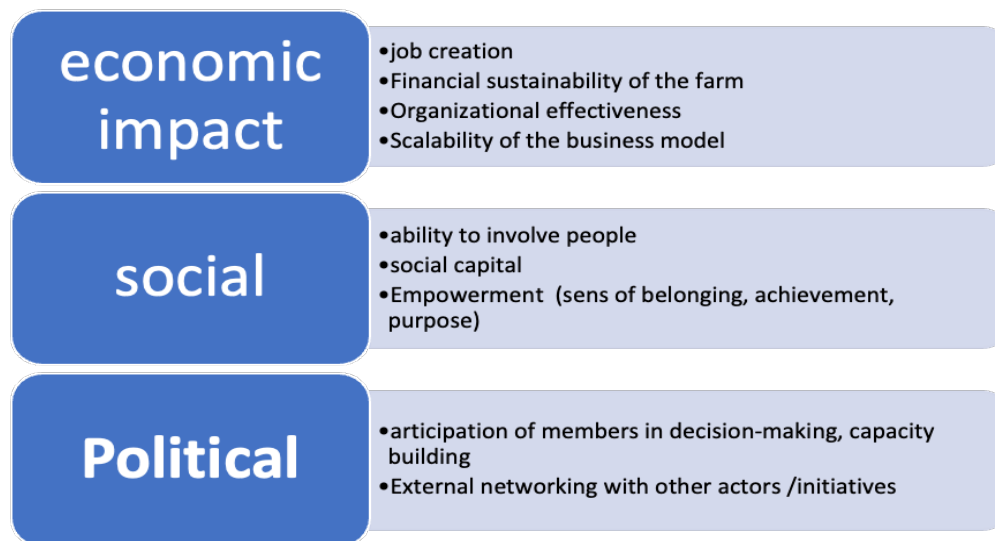 economic
impact
•job creation
•Financial sustainability of the farm
•Organizational effectiveness
•Scalability of the business model
social
•ability to involve people
•social capital
•Empowerment (sens of belonging, achievement,
purpose)
Political
•articipation of members in decision-making, capacity
building
•External networking with other actors /initiatives